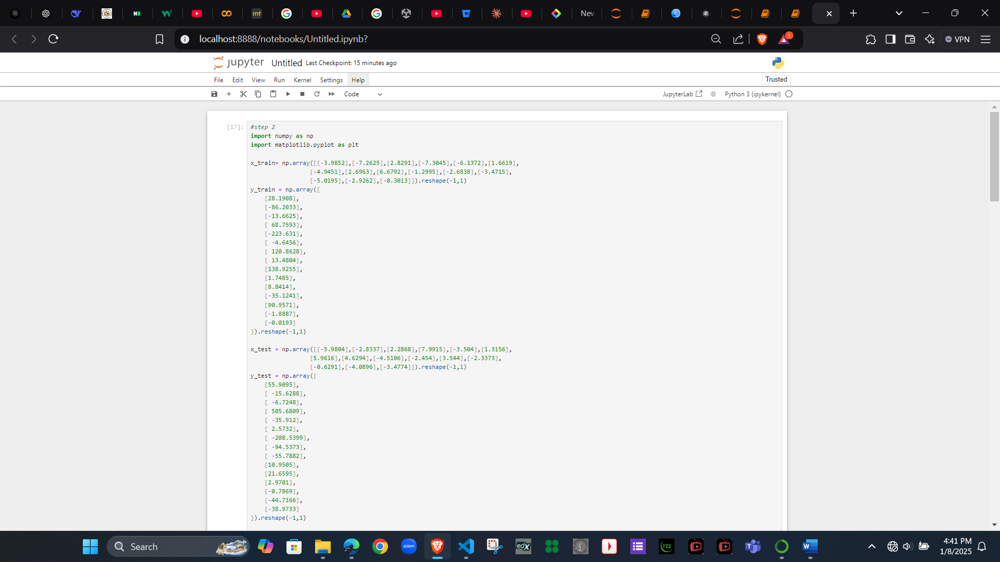 mt
New
localhost:8888/notebooks/Untitled.ipynb?
1
VPN
jupyter Untitled Last Checkpoint: 15 minutes ago
File Edit View Run Kernel Settings Help
Trusted
Code
JupyterLab
Python 3 (ipykernel)
[17]:
#step 2
import numpy as np
import matplotlib.pyplot as plt
x_train= np.array([[-3.9852],[-7.2625],[2.8291],[-7.3045],[-6.1372],[1.6619],
[-4.9451],[2.6963],[6.6792],[-1.2995],[-2.6838],[-3.4715],
[-5.0195],[-2.9262],[-0.3013]]).reshape(-1,1)
y_train = np.array([
[28.1908],
[-86.2033],
[-13.6625],
[ 68.7593],
[-223.631],
[ -4.6456],
[ 120.8628],
[ 13.4804],
[138.9255],
[1.7485],
[8.8414],
[-35.1241],
[90.9571],
[-1.8887],
[-0.0193]
]).reshape(-1,1)
x_test = np.array([[-5.9804],[-2.8337],[2.2868],[7.9915],[-3.504],[1.3156],
[5.9616],[4.6294],[-4.5106],[-2.454],[3.544],[-2.3373],
[-0.6291],[-4.0896],[-3.4774]]).reshape(-1,1)
y_test = np.array([
[55.9095],
[ -15.6288],
[ -6.7248],
[ 505.6809],
[ -35.912],
[ 2.5732],
[ -208.5399],
[ -94.5373],
[ -55.7882],
[10.9505],
[21.6595],
[2.9701],
[-0.7869],
[-44.7166],
[-38.9733]
]).reshape(-1,1)
Search
zoom
edX
YTS
4:41 PM
1/8/2025